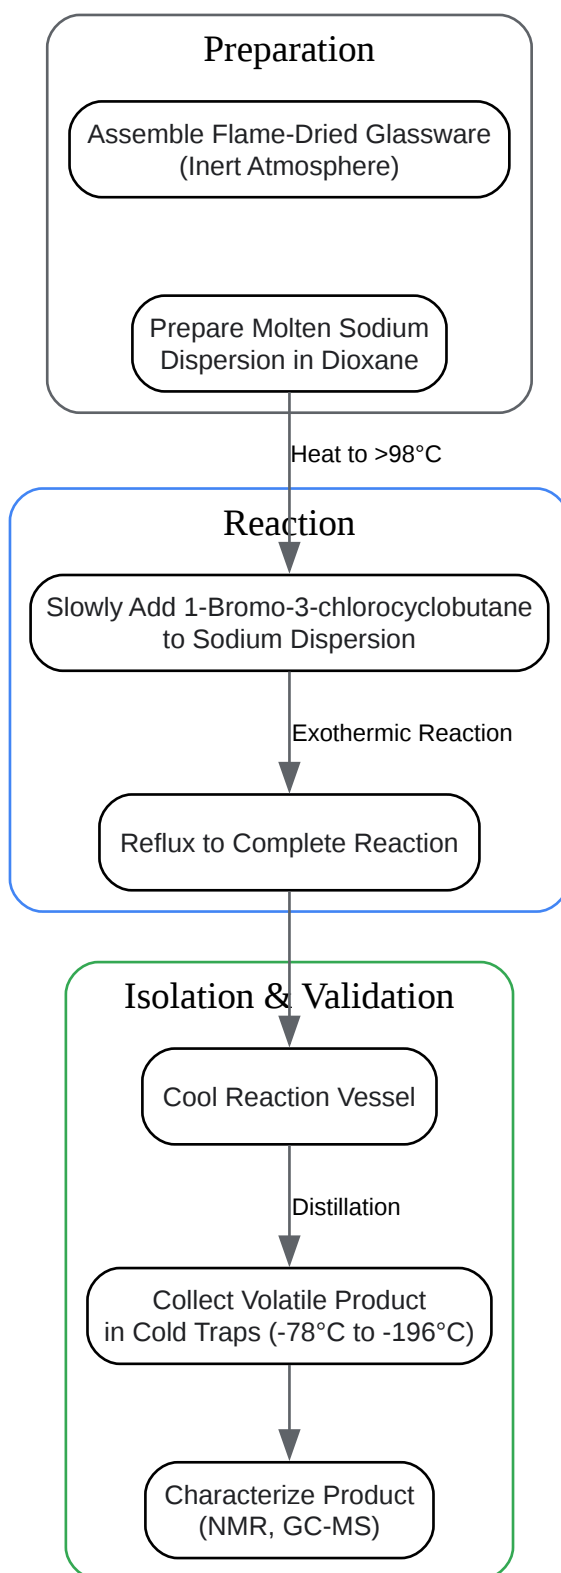 Preparation
Assemble Flame-Dried Glassware
(Inert Atmosphere)
Prepare Molten Sodium
Dispersion in Dioxane
Heat to >98°C
Reaction
Slowly Add 1-Bromo-3-chlorocyclobutane
to Sodium Dispersion
Exothermic Reaction
Reflux to Complete Reaction
Isolation & Validation
Cool Reaction Vessel
Distillation
Collect Volatile Product
in Cold Traps (-78°C to -196°C)
Characterize Product
(NMR, GC-MS)